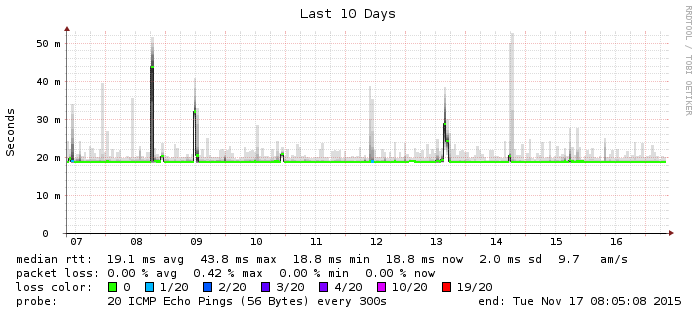 Last 10 Days
RRDTOOL / TOBI OETIKER
Seconds
50 m
40 m
30 m
20 m
10 m
0
07 08 09 10 11 12 13 14 15 16
median rtt: 19.1 ms avg 43.8 ms max 18.8 ms min 18.8 ms now 2.0 ms sd 9.7 am/s
packet loss: 0.00 % avg 0.42 % max 0.00 % min 0.00 % now
loss color: 0 1/20 2/20 3/20 4/20 10/20 19/20
probe: 20 ICMP Echo Pings (56 Bytes) every 300s end: Tue Nov 17 08:05:08 2015